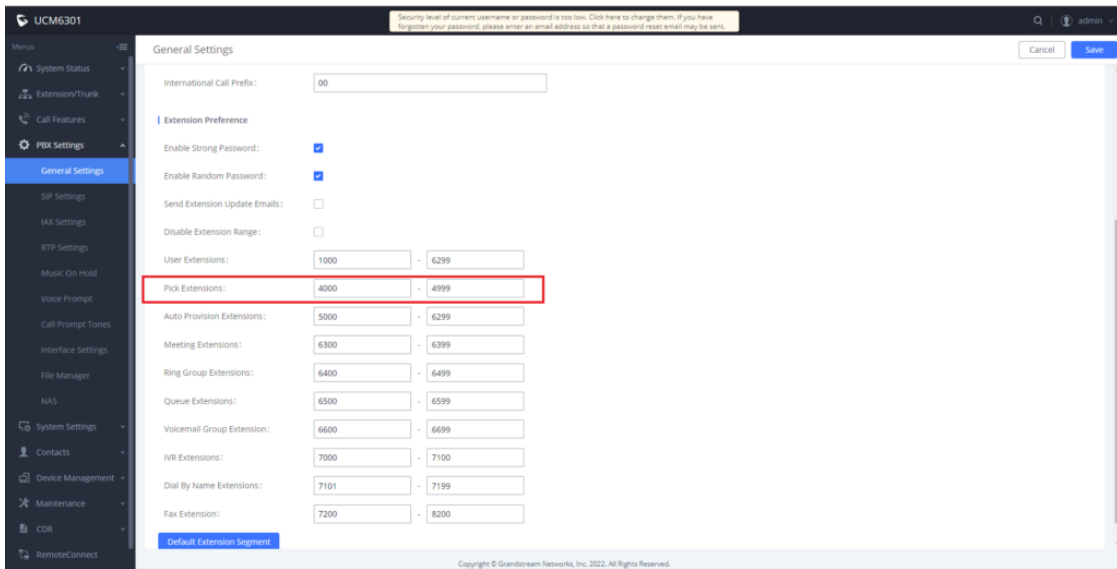 UCM6301
Security level of current username or password is too low. Click here to change them. If you have
forgotten your password, please enter an email address so that a password reset email may be sent.
admin
Menus
General Settings
Cancel
Save
System Status
Extension/Trunk
Call Features
PBX Settings
General Settings
SIP Settings
IAX Settings
RTP Settings
Music On Hold
Voice Prompt
Call Prompt Tones
Interface Settings
File Manager
NAS
System Settings
Contacts
Device Management
Maintenance
CDR
RemoteConnect
International Call Prefix: 00
Extension Preference
Enable Strong Password:
Enable Random Password:
Send Extension Update Emails:
Disable Extension Range:
User Extensions: 1000 - 6299
Pick Extensions: 4000 - 4999
Auto Provision Extensions: 5000 - 6299
Meeting Extensions: 6300 - 6399
Ring Group Extensions: 6400 - 6499
Queue Extensions: 6500 - 6599
Voicemail Group Extension: 6600 - 6699
IVR Extensions: 7000 - 7100
Dial By Name Extensions: 7101 - 7199
Fax Extension: 7200 - 8200
Default Extension Segment
Copyright © Grandstream Networks, Inc. 2022. All Rights Reserved.